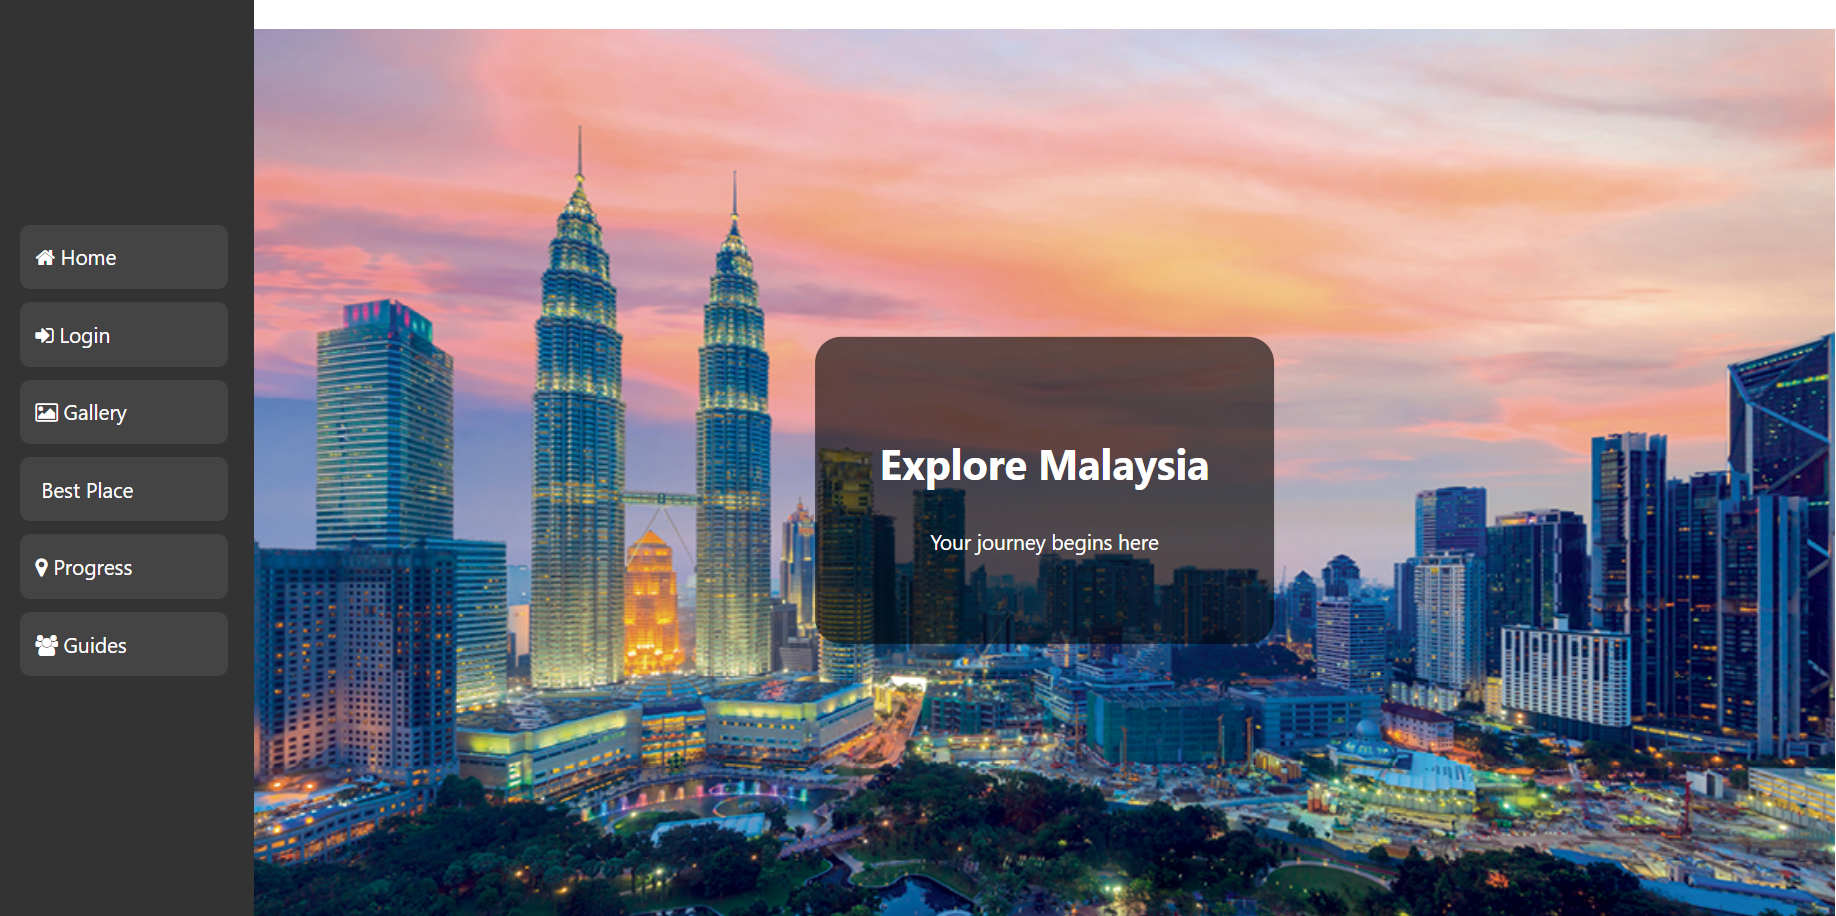 Home
Login
Gallery
Best Place
Progress
Guides
Explore Malaysia
Your journey begins here